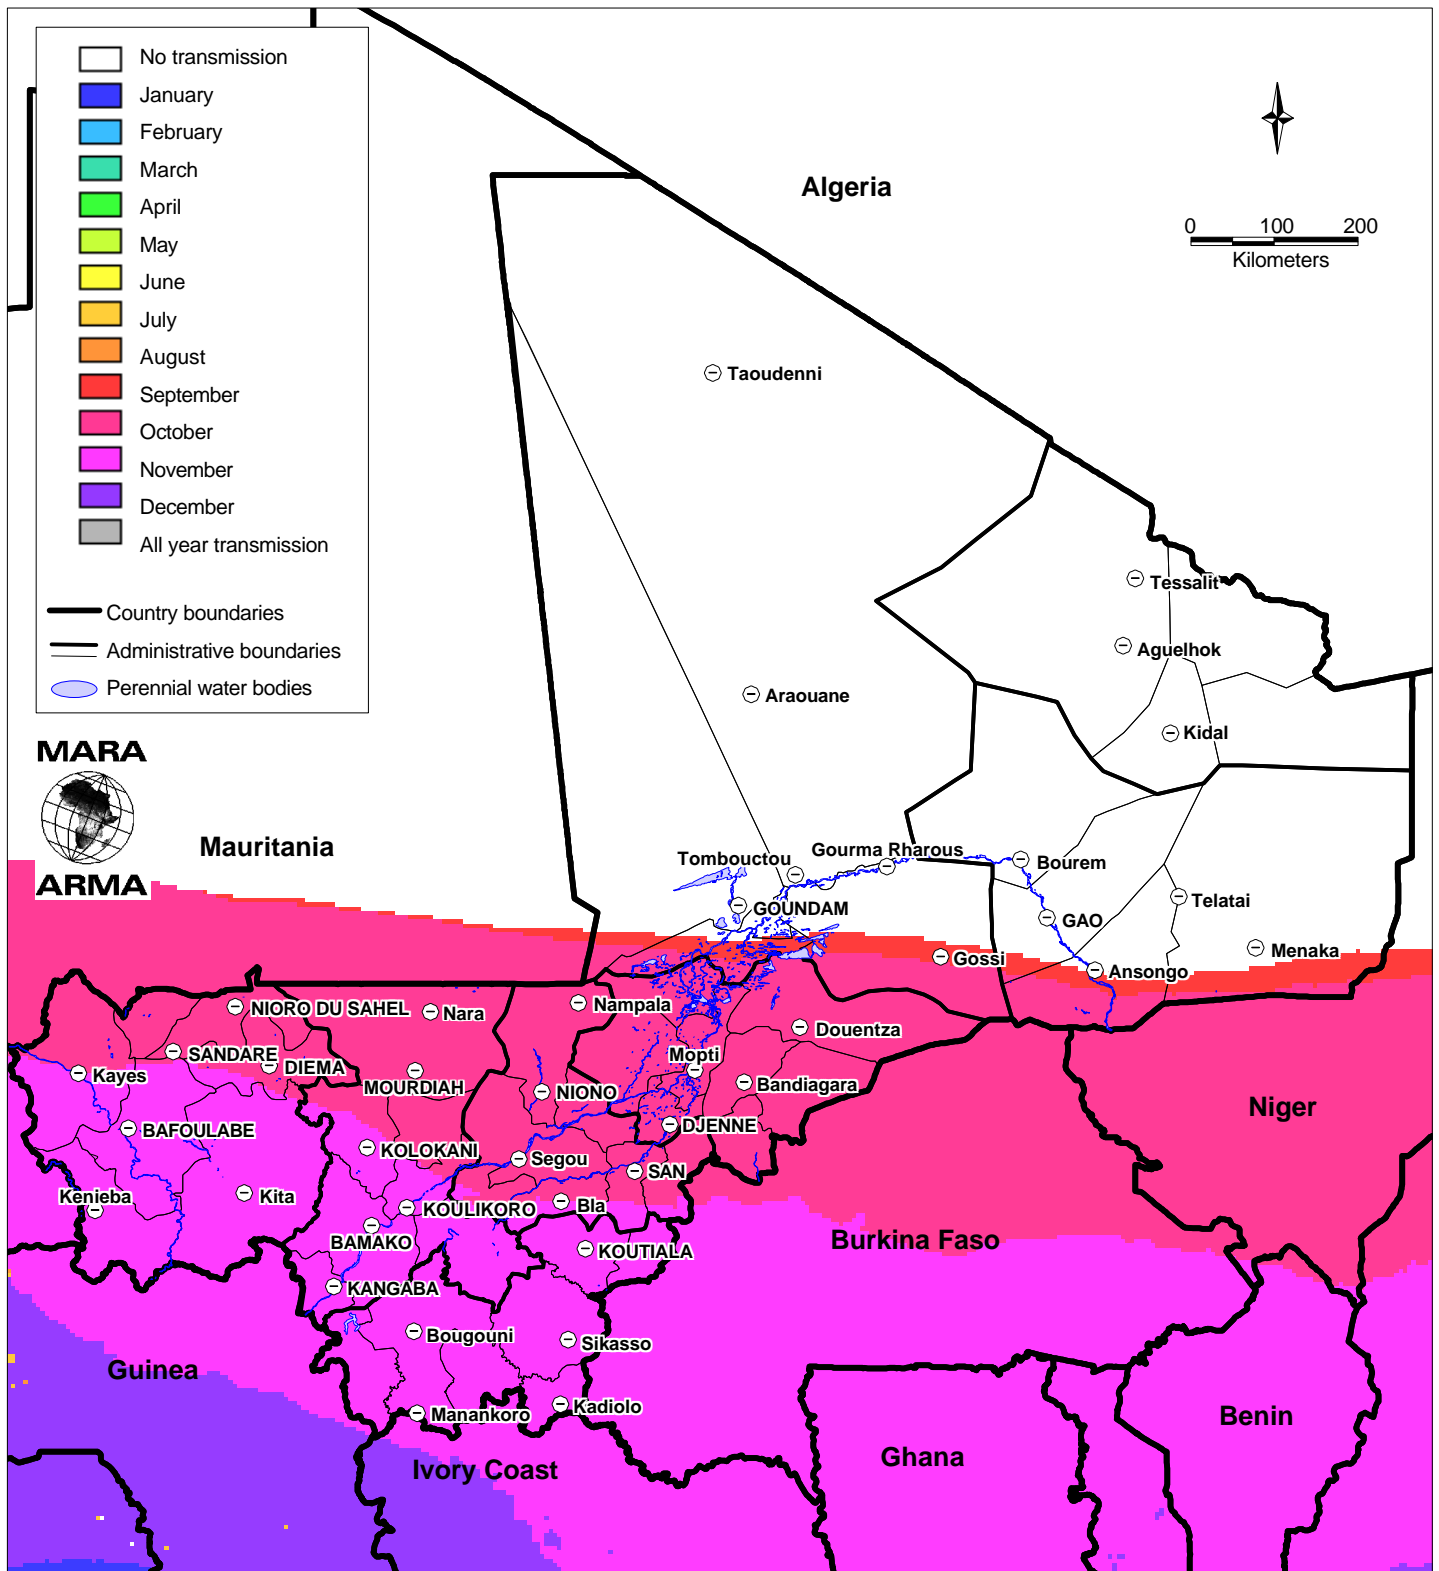 No transmission
January
February
March
April
May
June
July
August
September
October
November
December
All year transmission
Country boundaries
Administrative boundaries
Perennial water bodies
MARA
ARMA
Algeria
0 100 200
Kilometers
Taoudenni
Tessalit
Aguelhok
Araouane
Kidal
Mauritania
Tombouctou
Gourma Rharous
Bourem
GOUNDAM
Telatai
GAO
Gossi
Menaka
Ansongo
NIORO DU SAHEL
Nara
Nampala
Douentza
SANDARE
DIEMA
Kayes
MOURDIAH
Mopti
NIONO
Bandiagara
Niger
BAFOULABE
DJENNE
KOLOKANI
Segou
SAN
Kenieba
Kita
KOULIKORO
Bla
BAMAKO
KOUTIALA
Burkina Faso
KANGABA
Bougouni
Sikasso
Guinea
Manankoro
Kadiolo
Benin
Ivory Coast
Ghana